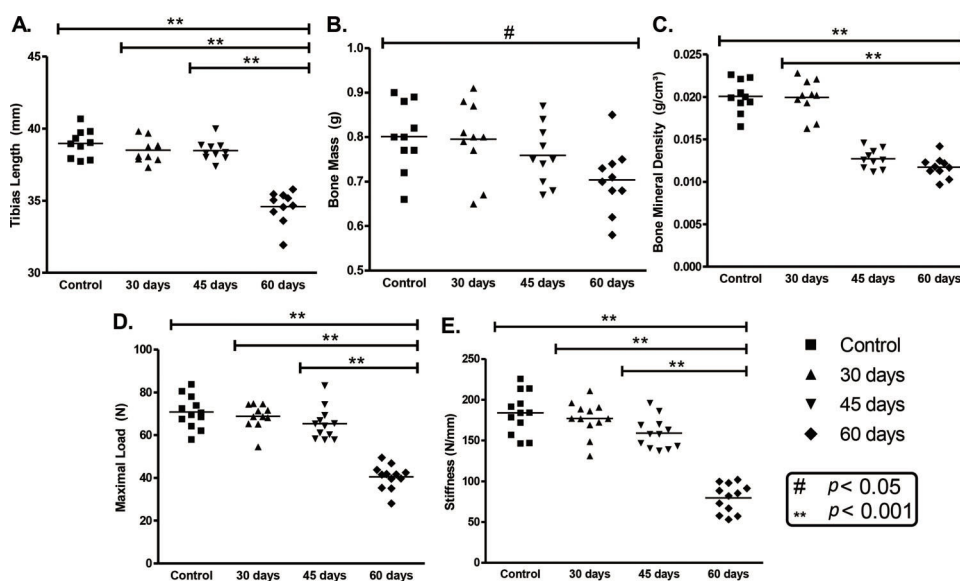 A.
**
**
**
Tibias Length (mm)
45
40
35
30
Control 30 days 45 days 60 days
B.
#
Bone Mass (g)
1.0
0.9
0.8
0.7
0.6
0.5
Control 30 days 45 days 60 days
C.
**
**
Bone Mineral Density (g/cm³)
0.025
0.020
0.015
0.010
0.005
0.000
Control 30 days 45 days 60 days
D.
**
**
**
Maximal Load (N)
100
80
60
40
20
0
Control 30 days 45 days 60 days
E.
**
**
**
Stiffness (N/mm)
250
200
150
100
50
0
Control 30 days 45 days 60 days
Control
30 days
45 days
60 days
# p< 0.05
** p< 0.001